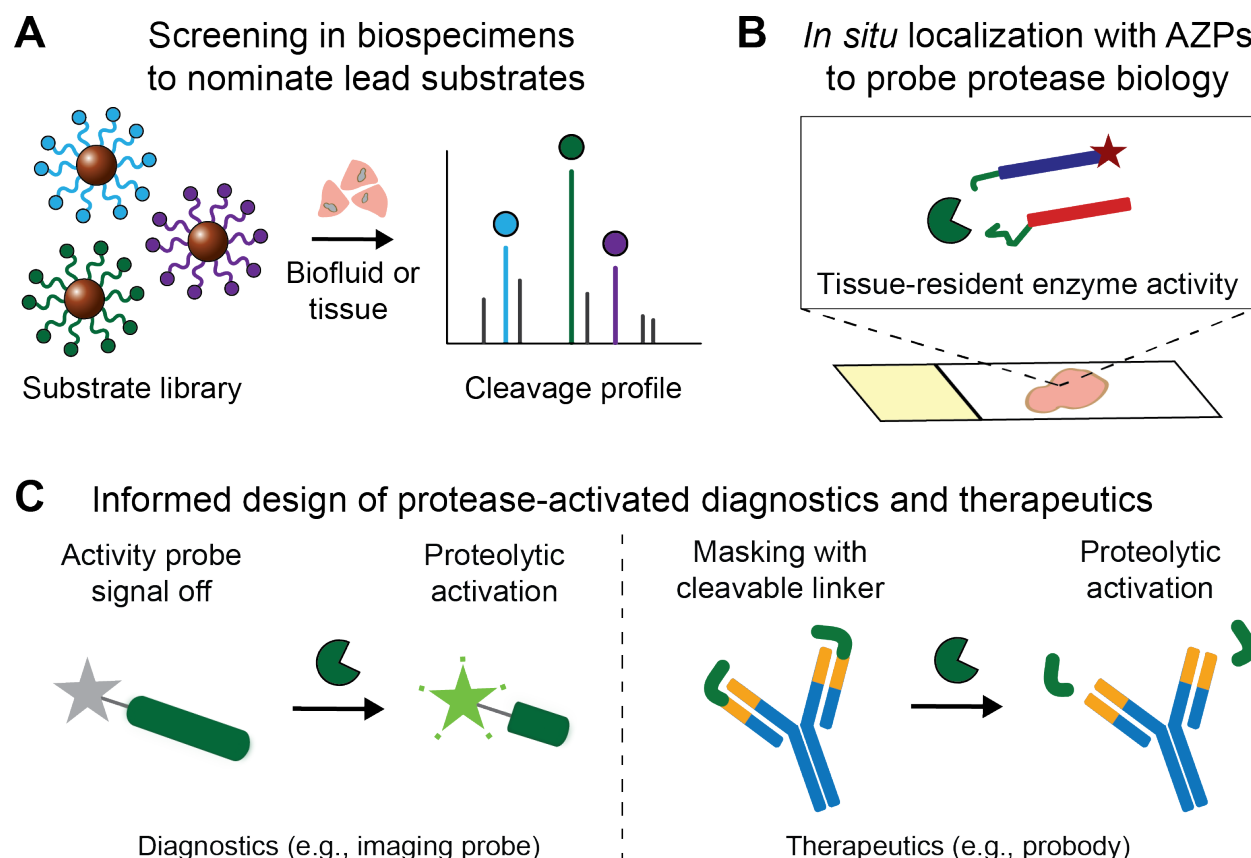 A
Screening in biospecimens
to nominate lead substrates
Biofluid or
tissue
Substrate library
Cleavage profile
B
In situ localization with AZPs
to probe protease biology
Tissue-resident enzyme activity
C
Informed design of protease-activated diagnostics and therapeutics
Activity probe
signal off
Proteolytic
activation
Diagnostics (e.g., imaging probe)
Masking with
cleavable linker
Proteolytic
activation
Therapeutics (e.g., probody)